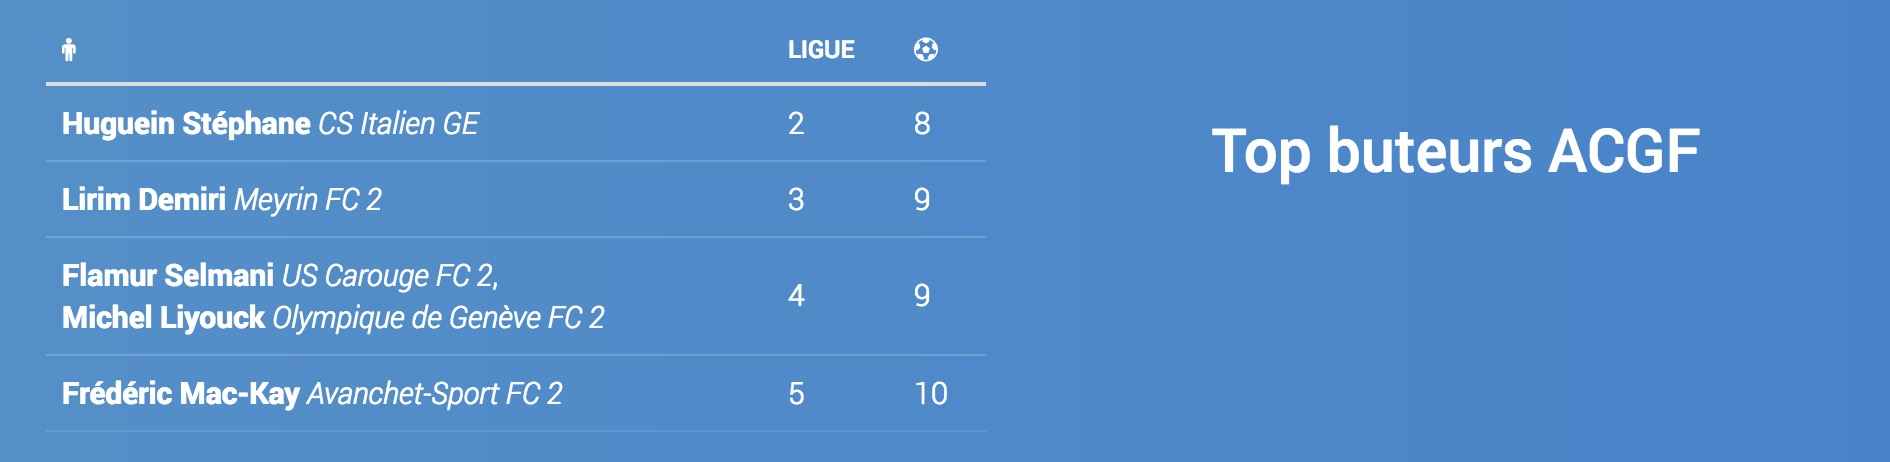 LIGUE
Huguein Stéphane CS Italien GE 2 8
Lirim Demiri Meyrin FC 2 3 9
Flamur Selmani US Carouge FC 2,
Michel Liyouck Olympique de Genève FC 2 4 9
Frédéric Mac-Kay Avanchet-Sport FC 2 5 10
Top buteurs ACGF